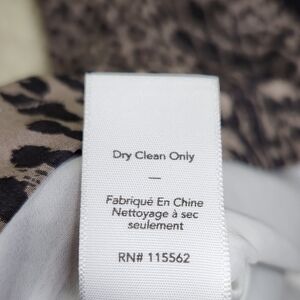 Dry Clean Only
—
Fabriqué En Chine
Nettoyage à sec
seulement
RN# 115562